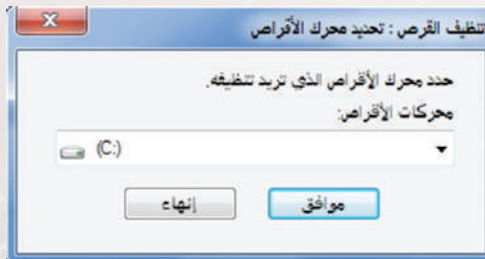 تنظيف القرص : تحديد محرك الأقراص
حدد محرك الأقراص الذي تريد تنظيفه.
محركات الأقراص:
(C:)
موافق
إنهاء